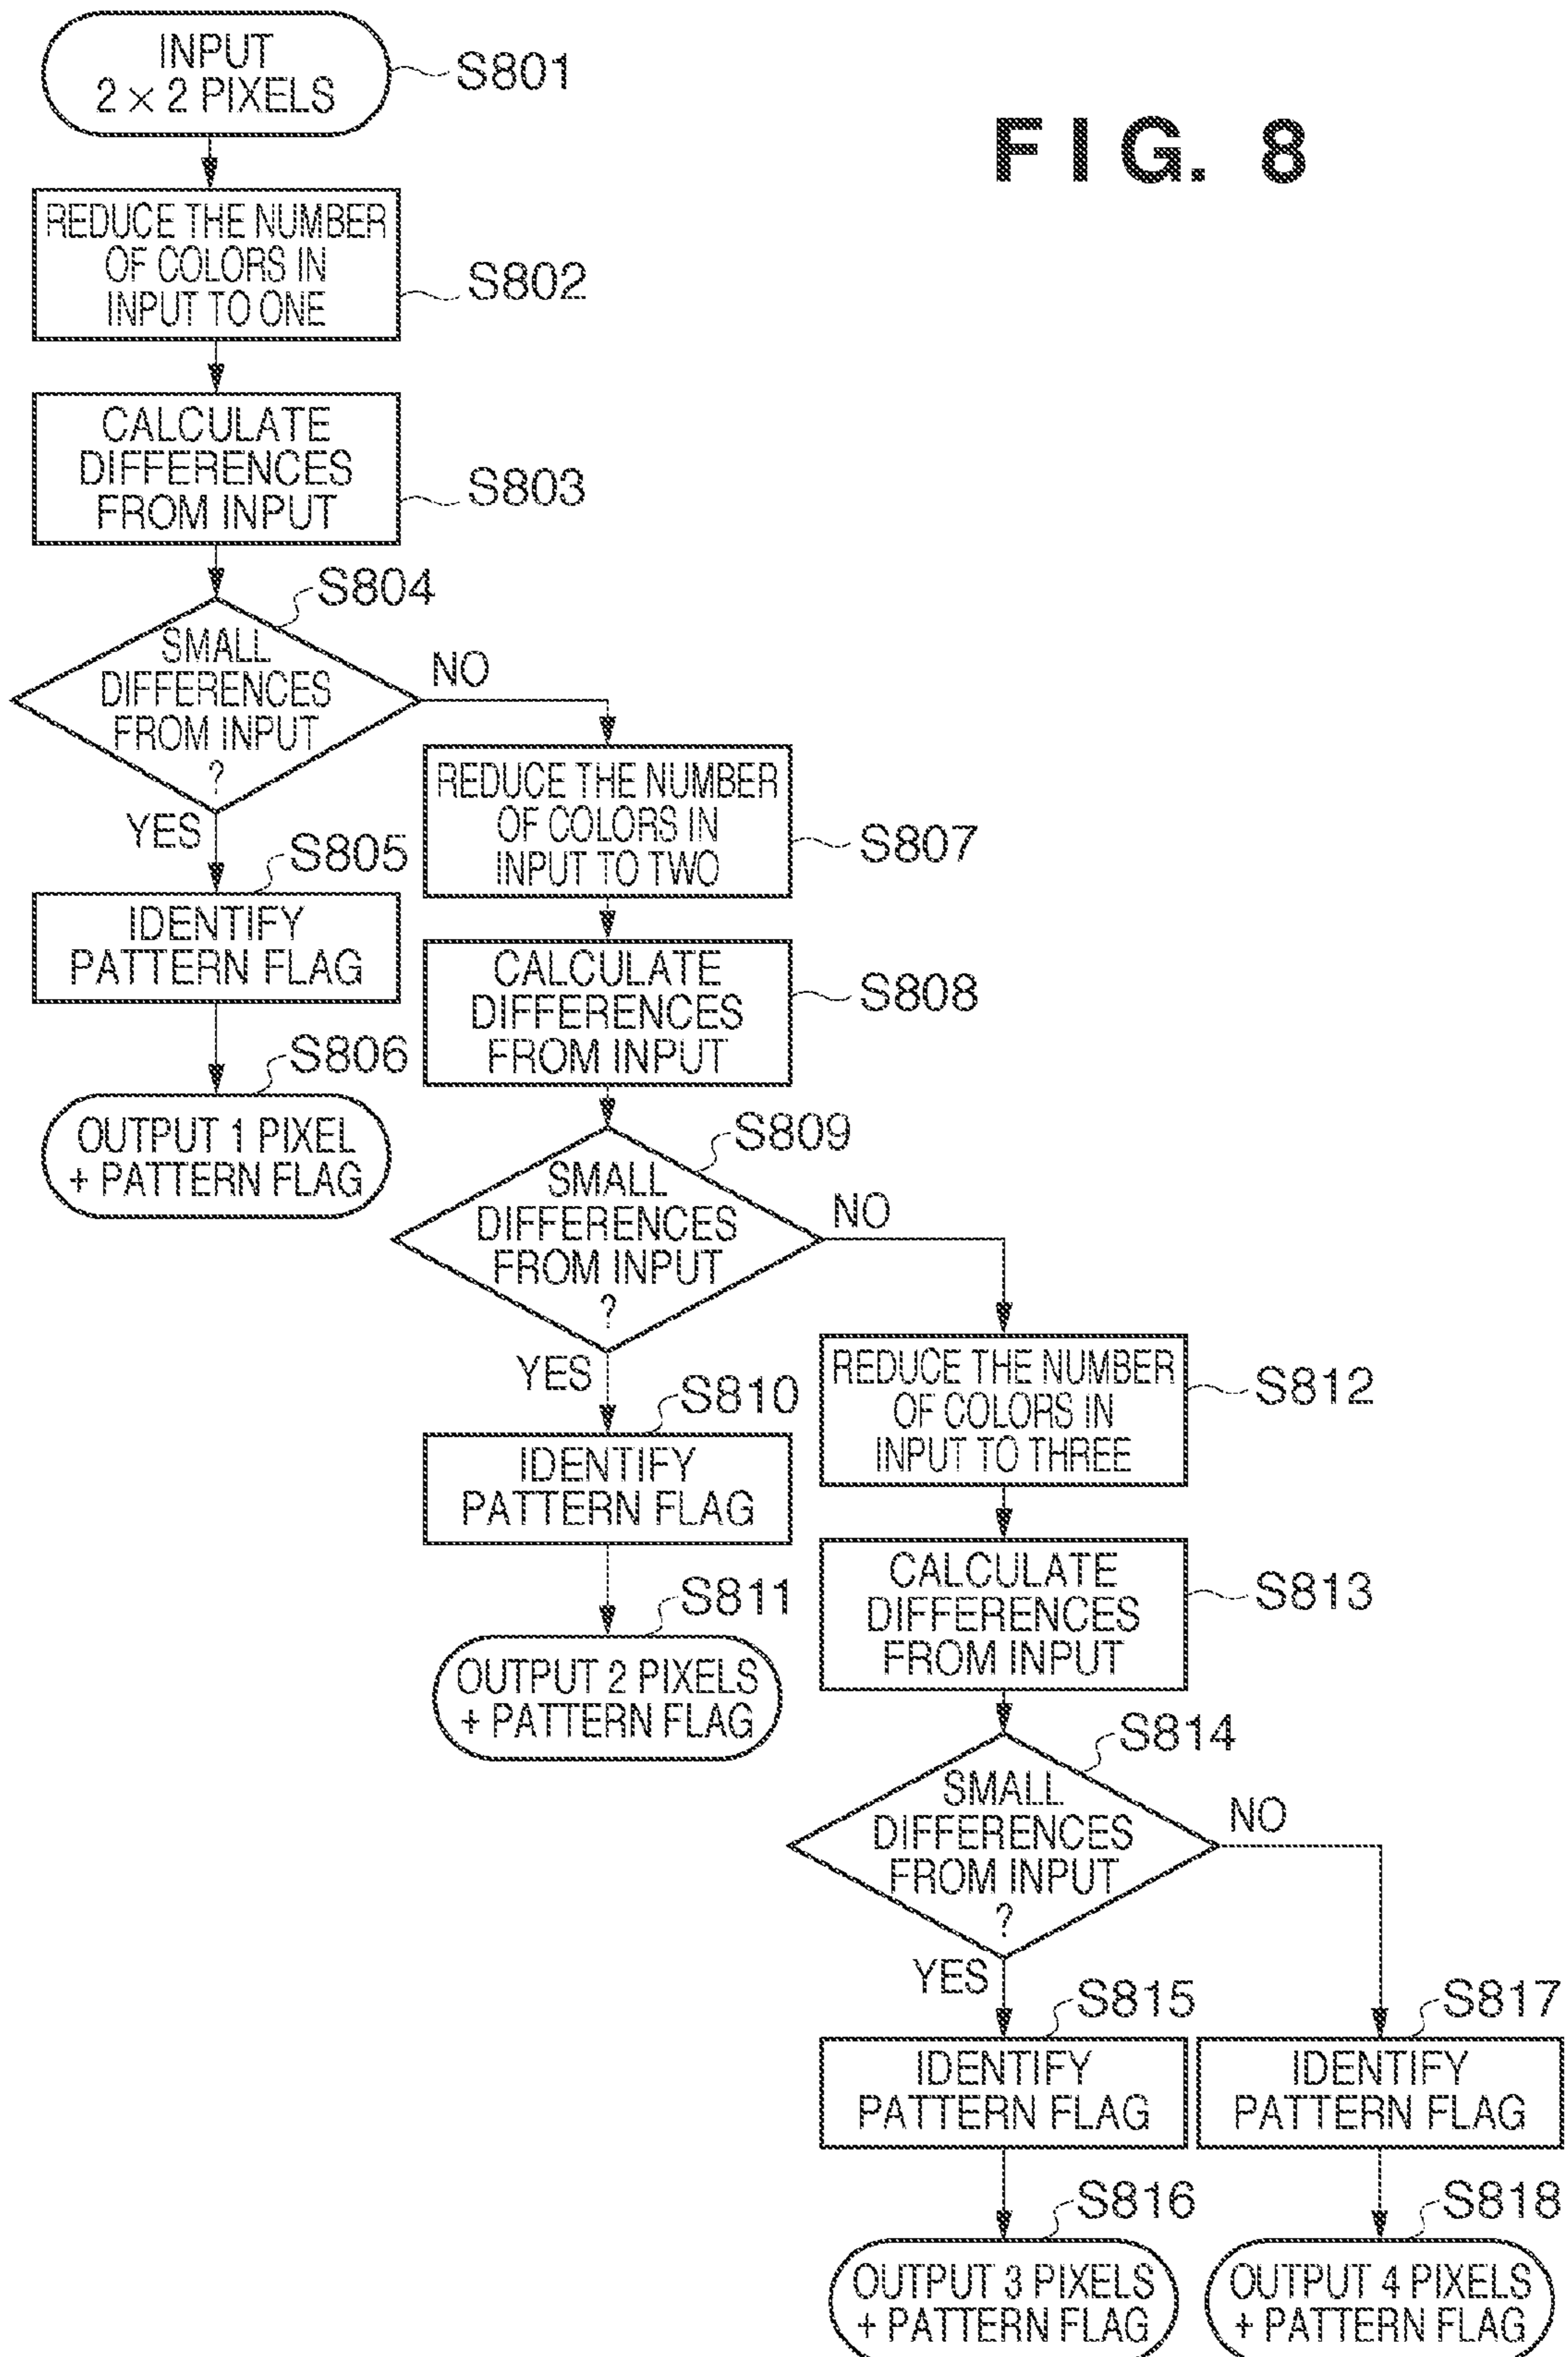 FIG. 8
INPUT
2 × 2 PIXELS
S801
REDUCE THE NUMBER
OF COLORS IN
INPUT TO ONE
S802
CALCULATE
DIFFERENCES
FROM INPUT
S803
S804
SMALL
DIFFERENCES
FROM INPUT
?
NO
YES
S805
IDENTIFY
PATTERN FLAG
S806
OUTPUT 1 PIXEL
+ PATTERN FLAG
REDUCE THE NUMBER
OF COLORS IN
INPUT TO TWO
S807
CALCULATE
DIFFERENCES
FROM INPUT
S808
S809
SMALL
DIFFERENCES
FROM INPUT
?
NO
YES
S810
IDENTIFY
PATTERN FLAG
S811
OUTPUT 2 PIXELS
+ PATTERN FLAG
REDUCE THE NUMBER
OF COLORS IN
INPUT TO THREE
S812
CALCULATE
DIFFERENCES
FROM INPUT
S813
S814
SMALL
DIFFERENCES
FROM INPUT
?
NO
YES
S815
IDENTIFY
PATTERN FLAG
S816
OUTPUT 3 PIXELS
+ PATTERN FLAG
S817
IDENTIFY
PATTERN FLAG
S818
OUTPUT 4 PIXELS
+ PATTERN FLAG